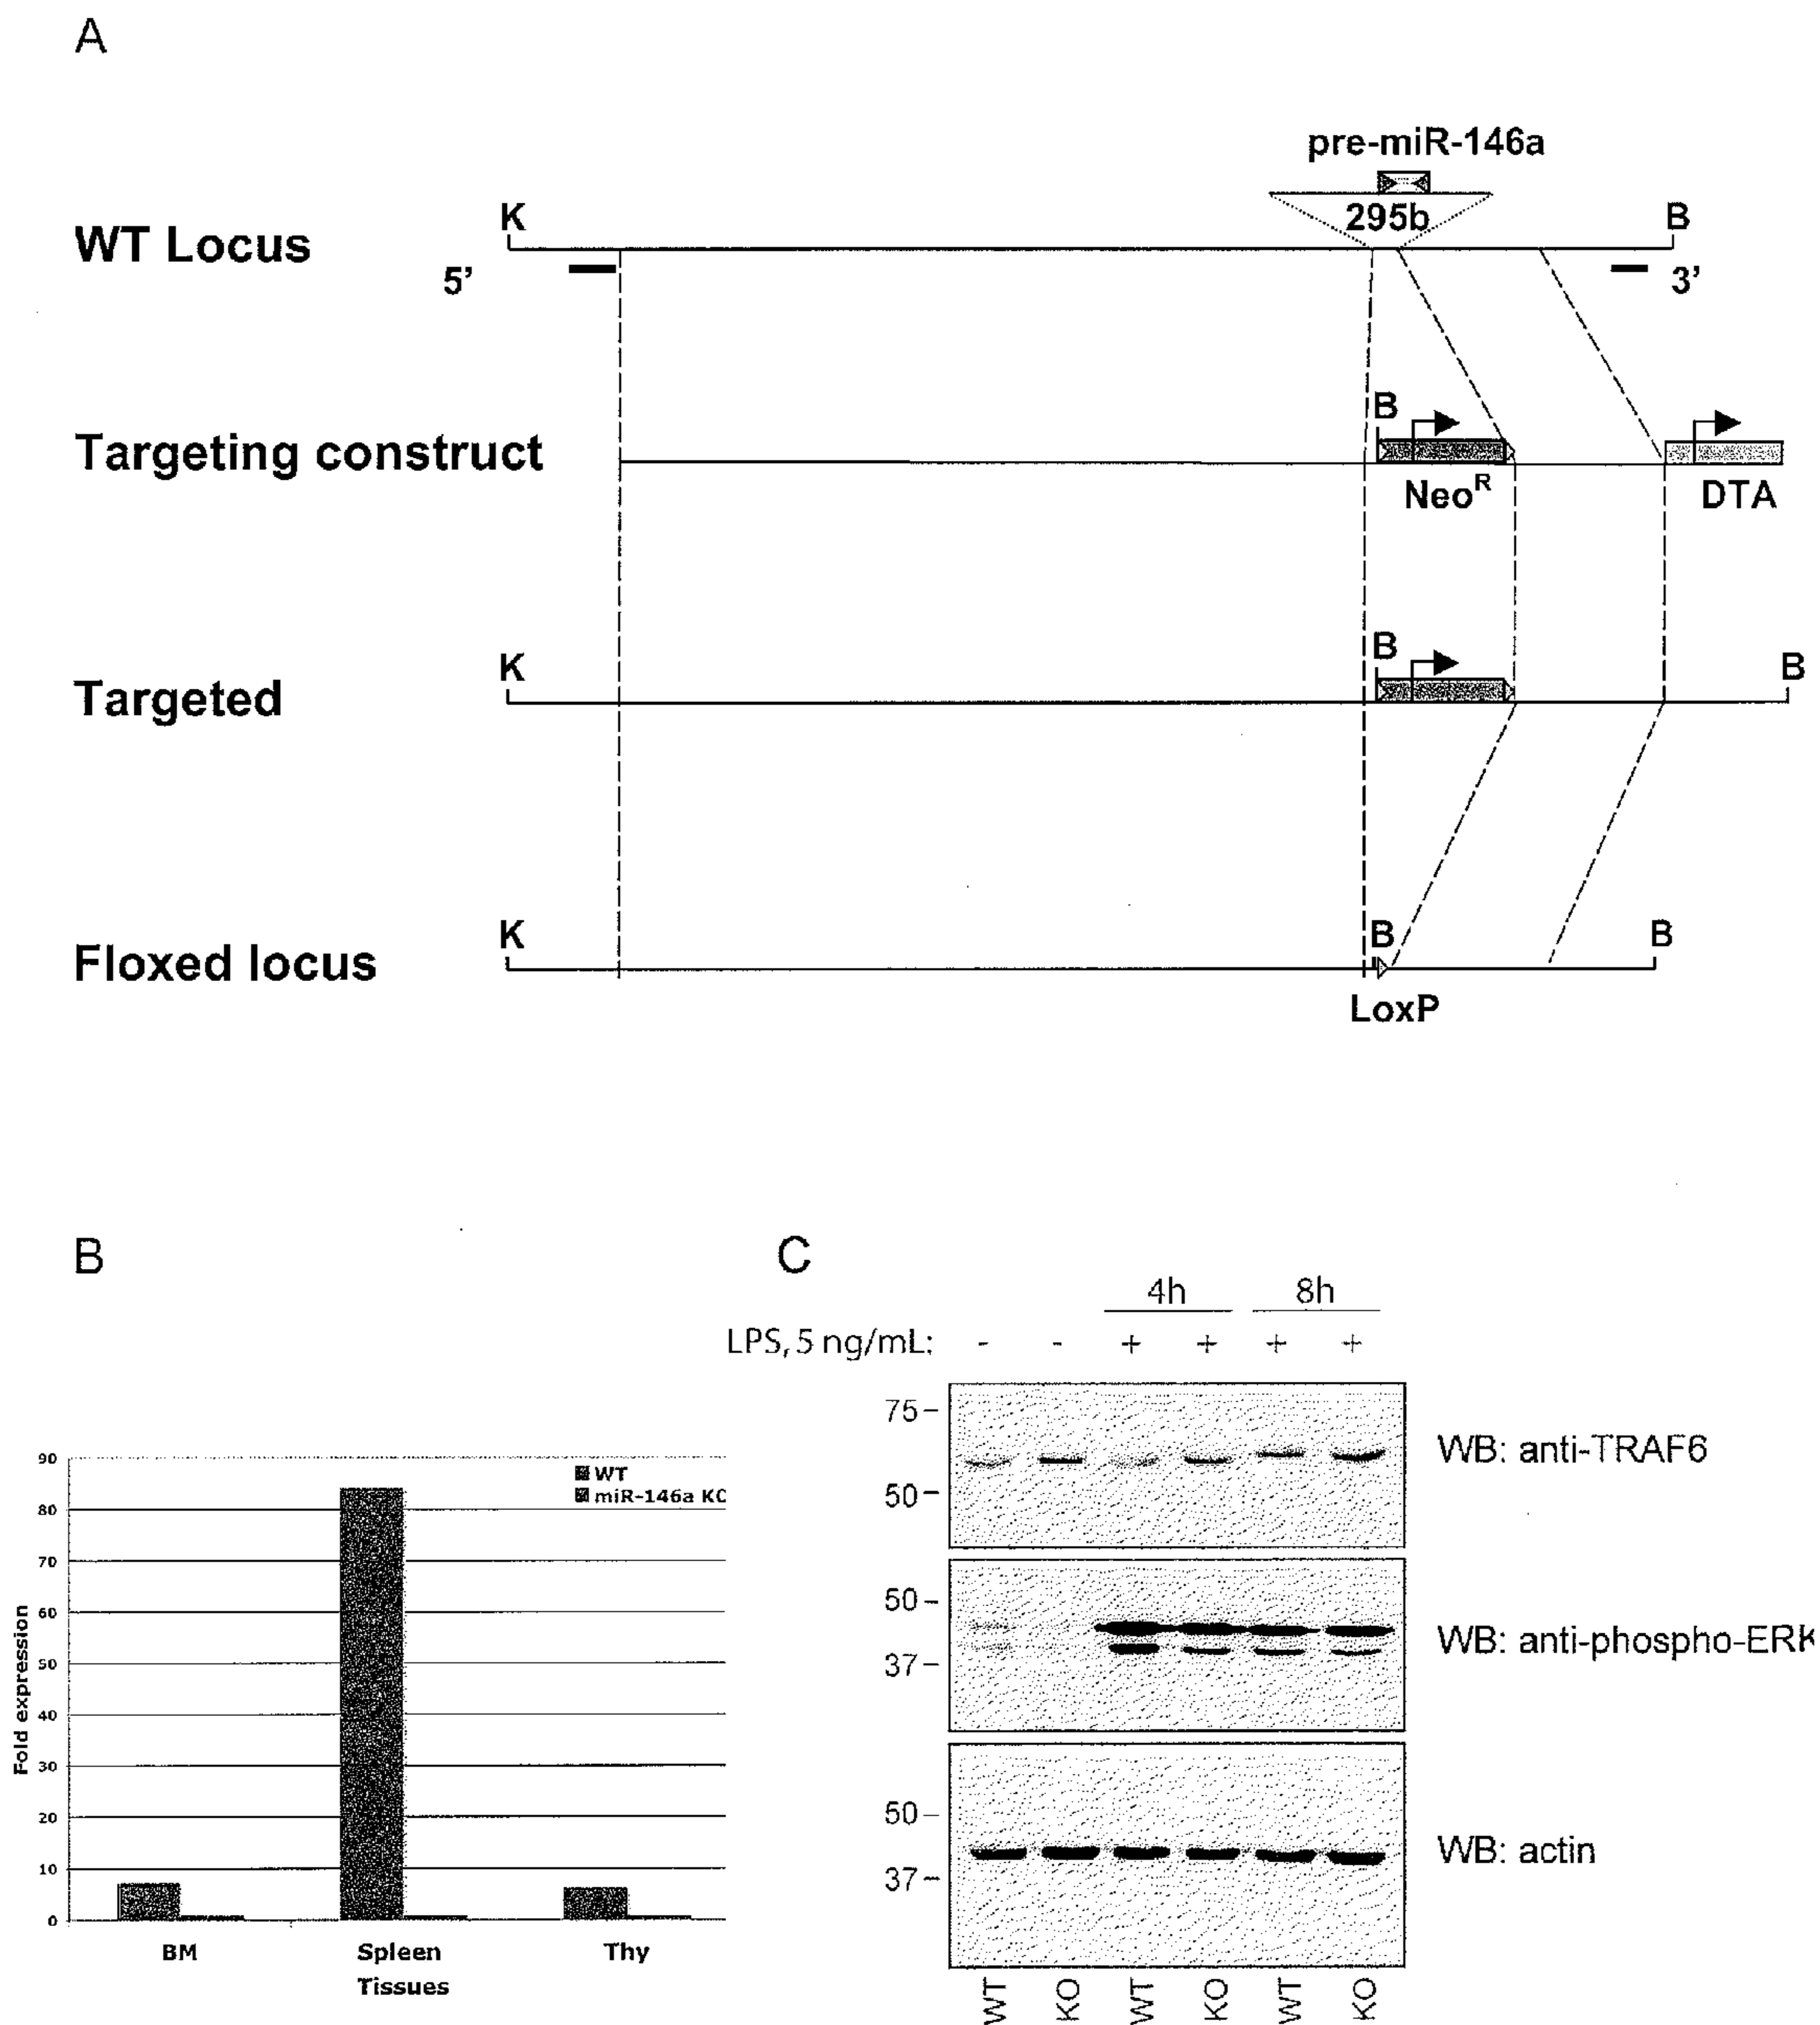 A
pre-miR-146a
295b
K
B
WT Locus
5’
3’
B
Targeting construct
Neo^R
DTA
K
B
B
Targeted
K
B
B
Floxed locus
LoxP
B
90
80
70
60
50
40
30
20
10
0
Fold expression
WT
miR-146a KO
BM
Spleen
Thy
Tissues
C
4h
8h
LPS, 5 ng/mL:
- - + + + +
75
50
WB: anti-TRAF6
50
37
WB: anti-phospho-ERK
50
37
WB: actin
WT KO WT KO WT KO